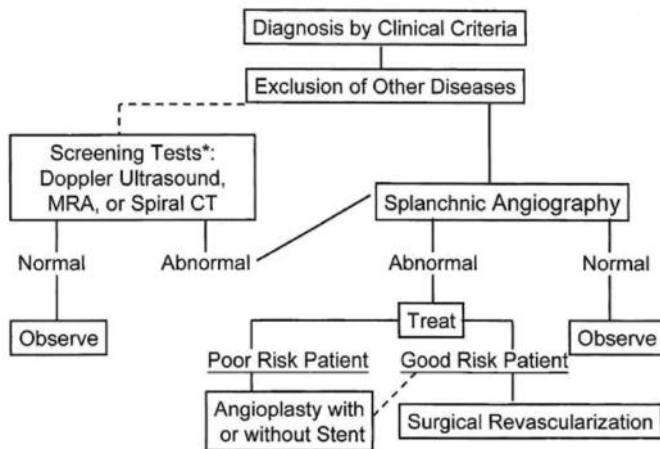 Diagnosis by Clinical Criteria
Exclusion of Other Diseases
Screening Tests*:
Doppler Ultrasound,
MRA, or Spiral CT
Splanchnic Angiography
Normal
Abnormal
Abnormal
Normal
Observe
Treat
Observe
Poor Risk Patient
Good Risk Patient
Angioplasty with
or without Stent
Surgical Revascularization